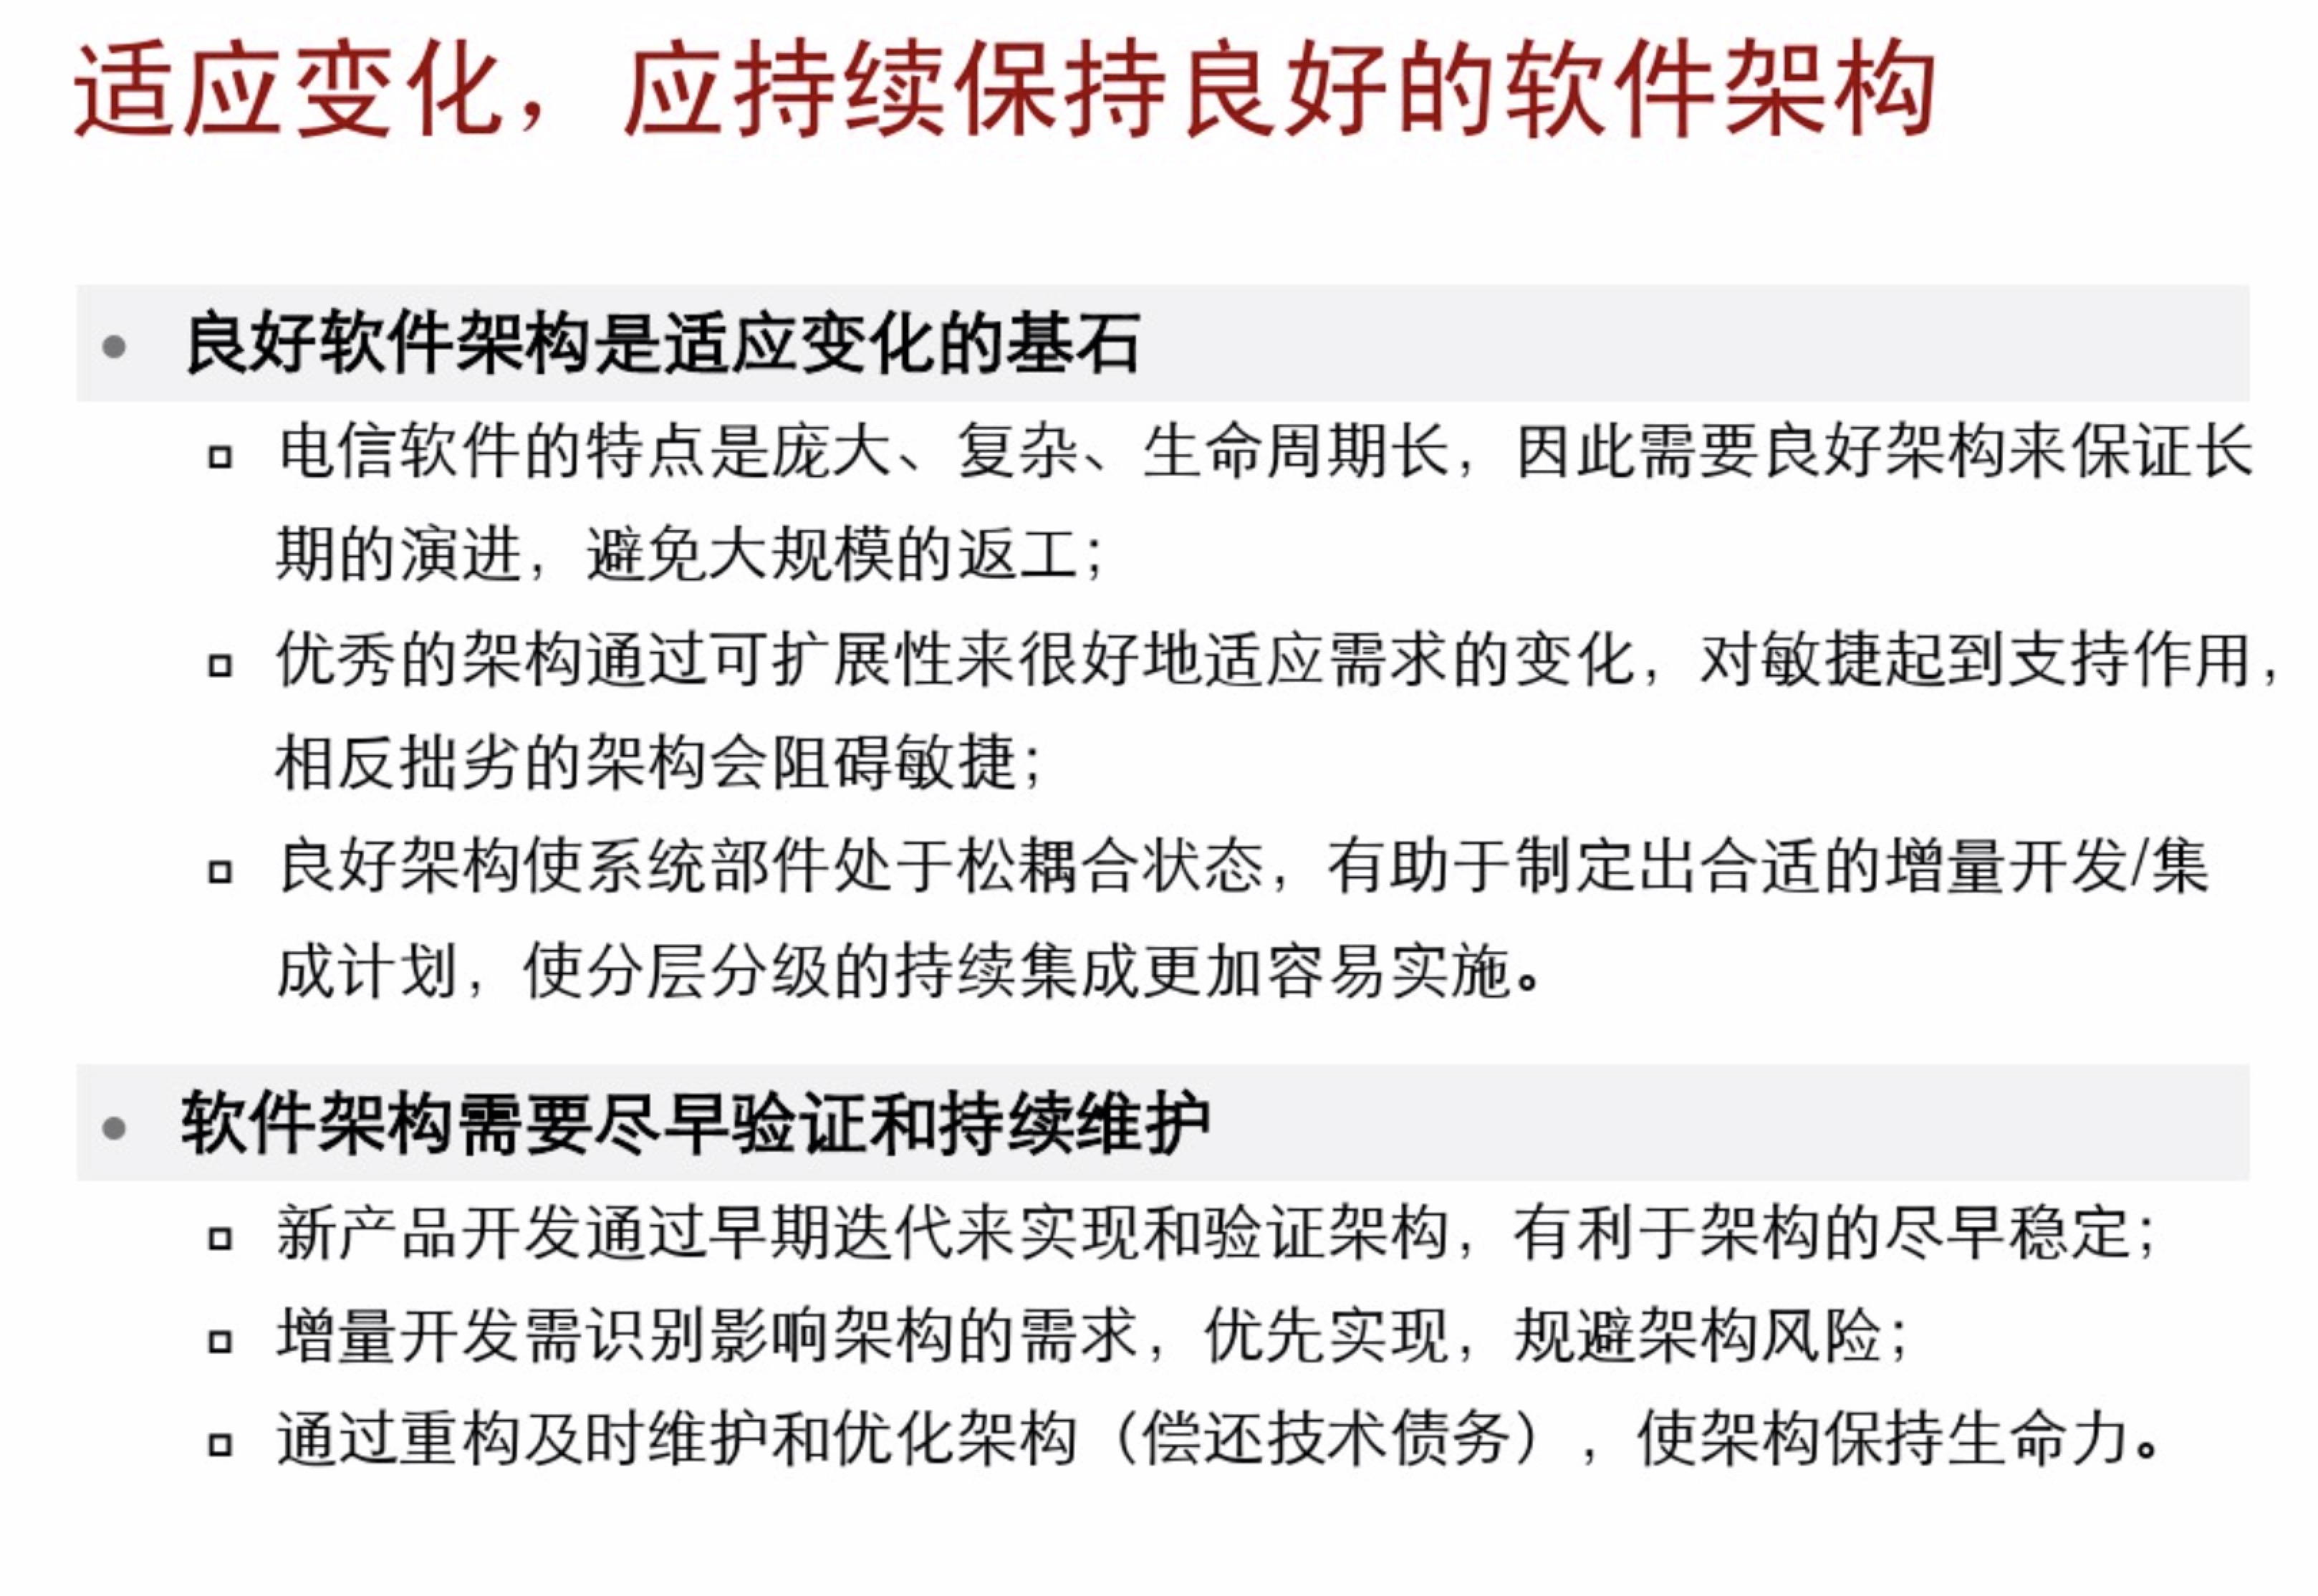 适应变化，应持续保持良好的软件架构
良好软件架构是适应变化的基石
电信软件的特点是庞大、复杂、生命周期长，因此需要良好架构来保证长
期的演进，避免大规模的返工；
优秀的架构通过可扩展性来很好地适应需求的变化，对敏捷起到支持作用，
相反拙劣的架构会阻碍敏捷；
良好架构使系统部件处于松耦合状态，有助于制定出合适的增量开发/集
成计划，使分层分级的持续集成更加容易实施。
软件架构需要尽早验证和持续维护
新产品开发通过早期迭代来实现和验证架构，有利于架构的尽早稳定；
增量开发需识别影响架构的需求，优先实现，规避架构风险；
通过重构及时维护和优化架构（偿还技术债务），使架构保持生命力。